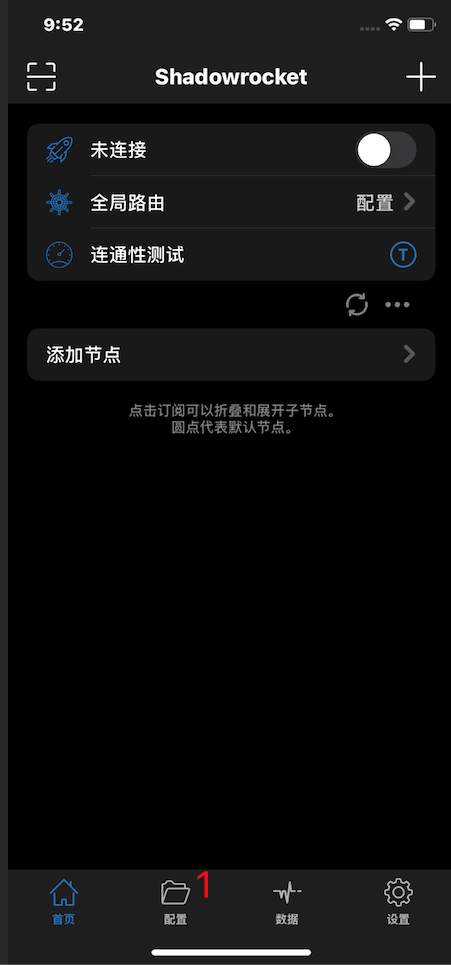 9:52
Shadowrocket
未连接
全局路由
配置
连通性测试
T
添加节点
点击订阅可以折叠和展开子节点。
圆点代表默认节点。
1
首页
配置
数据
设置